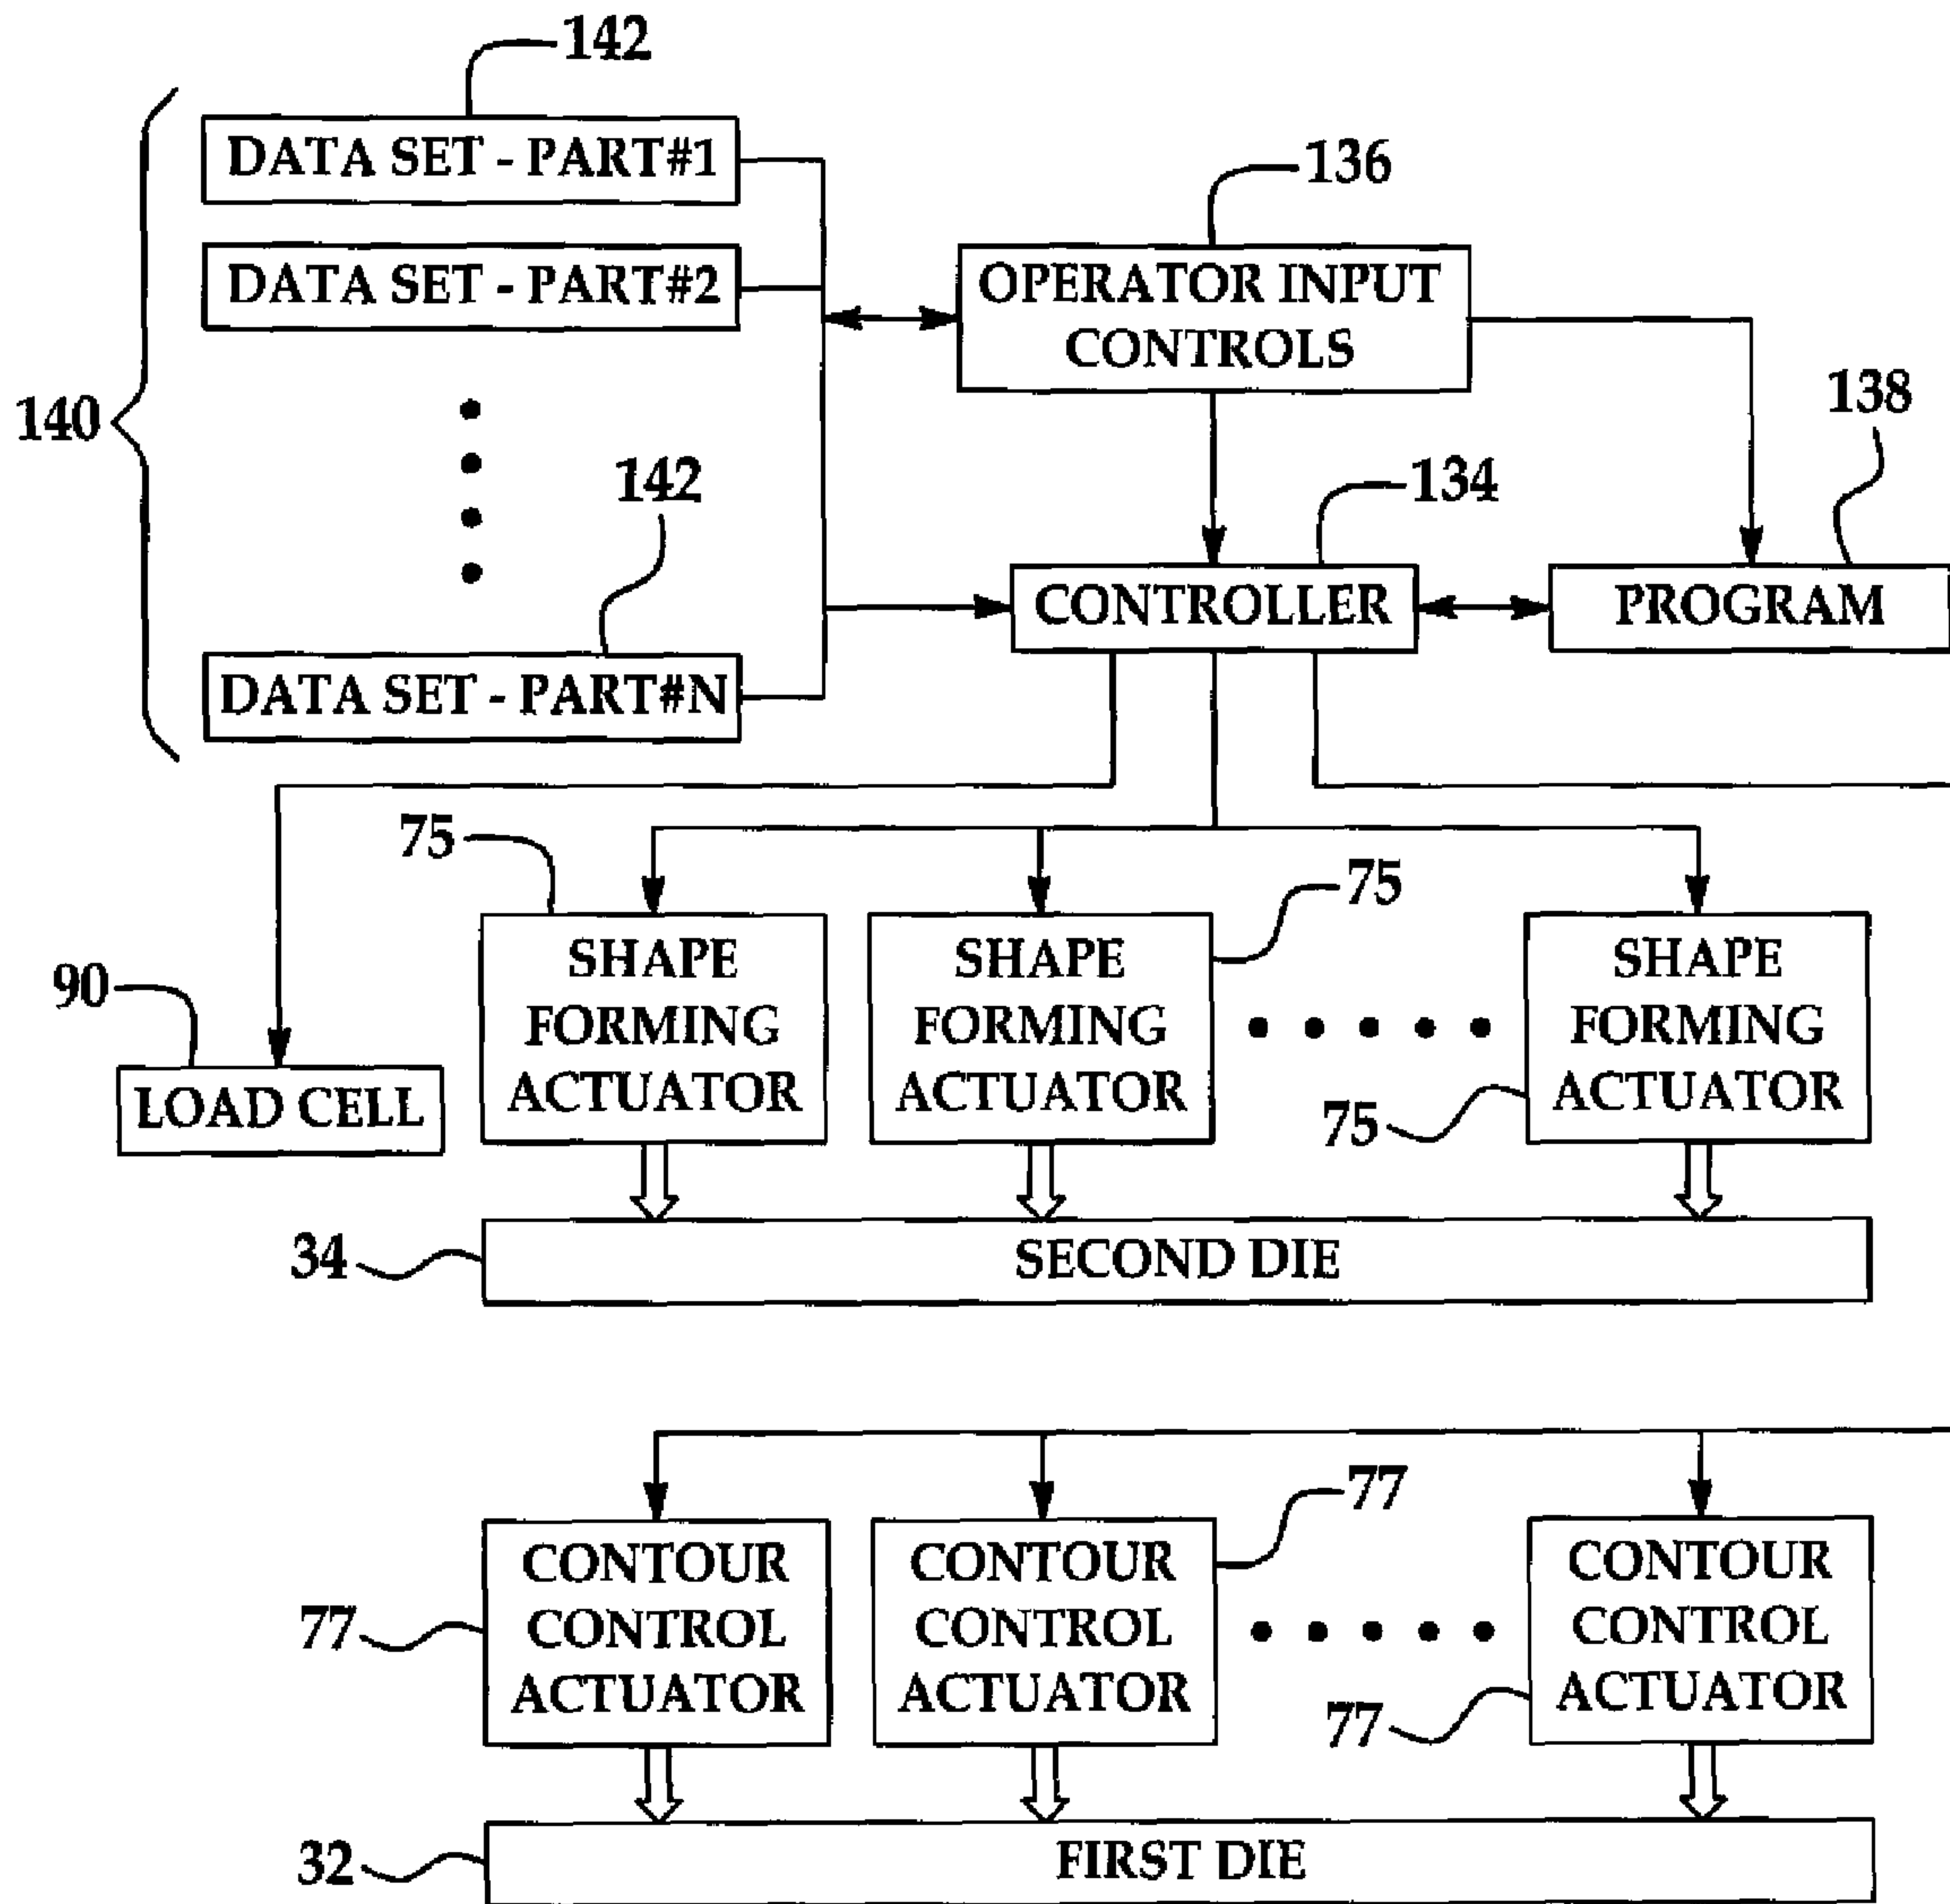 142
DATA SET - PART#1
136
DATA SET - PART#2
OPERATOR INPUT
CONTROLS
138
140
142
134
CONTROLLER
PROGRAM
DATA SET - PART#N
75
75
SHAPE
FORMING
ACTUATOR
SHAPE
FORMING
ACTUATOR
SHAPE
FORMING
ACTUATOR
90
LOAD CELL
75
34
SECOND DIE
77
CONTOUR
CONTROL
ACTUATOR
CONTOUR
CONTROL
ACTUATOR
CONTOUR
CONTROL
ACTUATOR
77
77
32
FIRST DIE